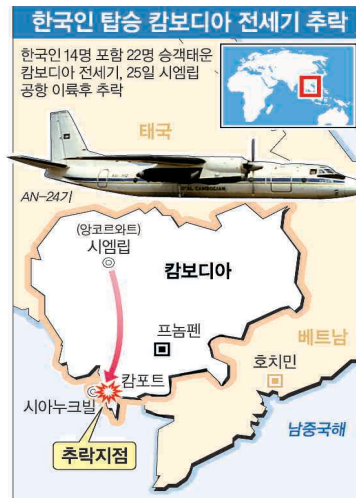 한국인 탑승 캄보디아 전세기 추락
한국인 14명 포함 22명 승객태운
캄보디아 전세기, 25일 시엠립
공항 이륙후 추락
태국
AN-24기
(앙코르와트)
시엠립
캄보디아
프놈펜
베트남
호치민
캄포트
시아누크빌
추락지점
남중국해